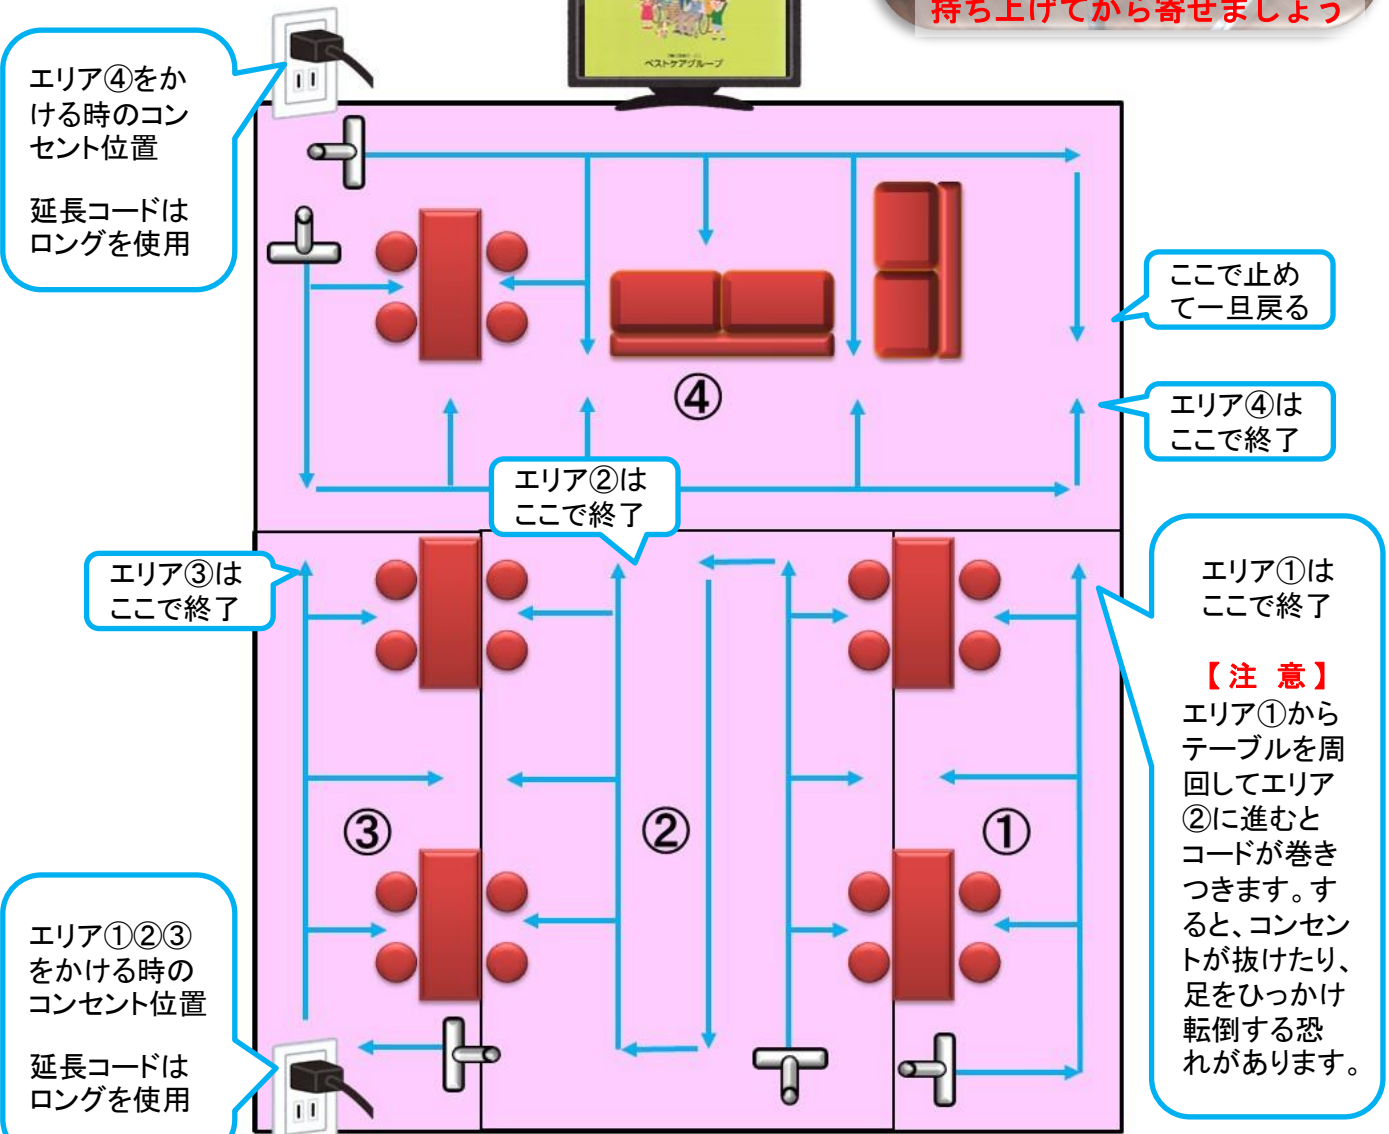 持ち上げてから寄せましょう
ベストケアグループ
エリア④をか
ける時のコン
セント位置
延長コードは
ロングを使用
ここで止め
て一旦戻る
④
エリア④は
ここで終了
エリア②は
ここで終了
エリア③は
ここで終了
エリア①は
ここで終了
【注 意】
エリア①から
テーブルを周
回してエリア
②に進むと
コードが巻き
つきます。す
ると、コンセン
トが抜けたり、
足をひっかけ
転倒する恐
れがあります。
③
②
①
エリア①②③
をかける時の
コンセント位置
延長コードは
ロングを使用